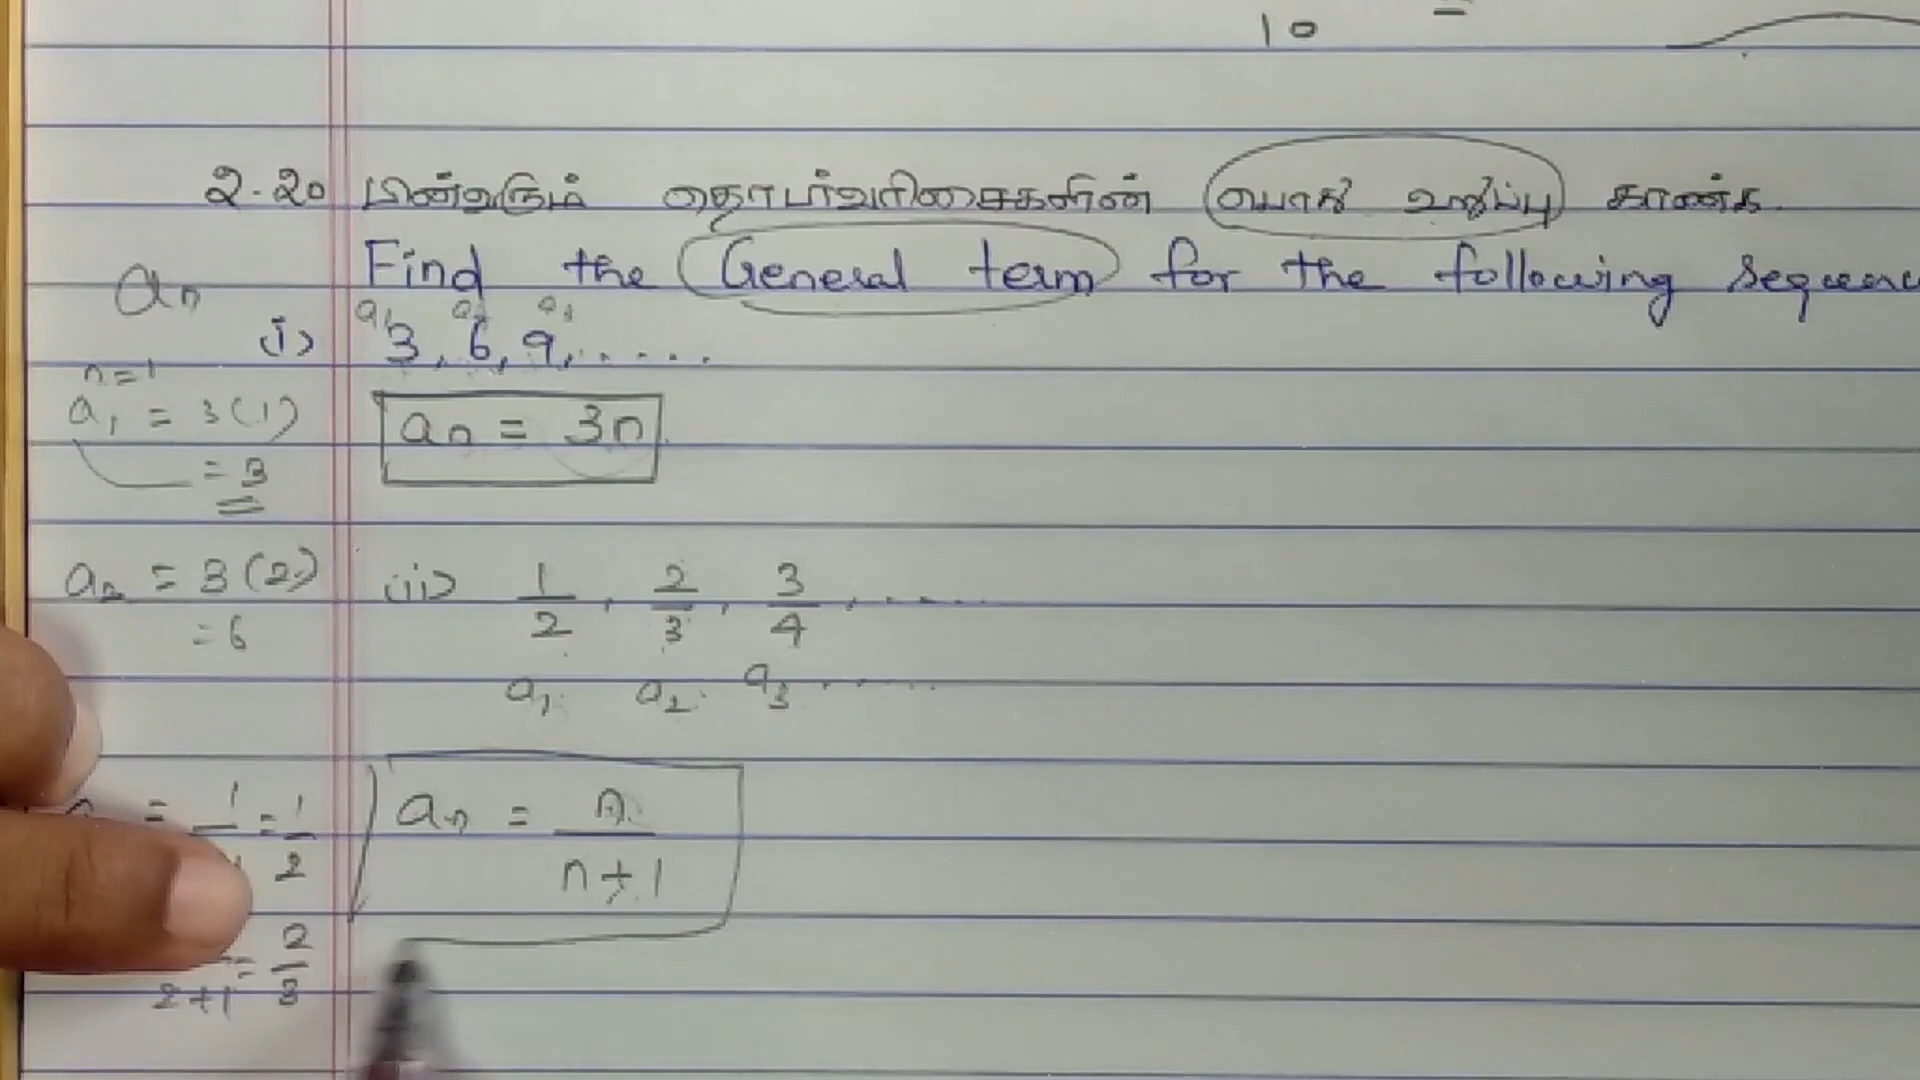 10 =
2.20 பின்வரும் தொடர்வரிசைகளின் பொது உறுப்பு காண்க.
Find the General term for the following sequenc
an
a1 a2 a3
(i) 3, 6, 9, .....
n=1
a1 = 3(1)
= 3
an = 3n
a2 = 3(2)
= 6
(ii) 1/2, 2/3, 3/4, ......
a1 a2 a3 ......
= 1/ = 1/2
an = n/n+1
2+1 = 2/3